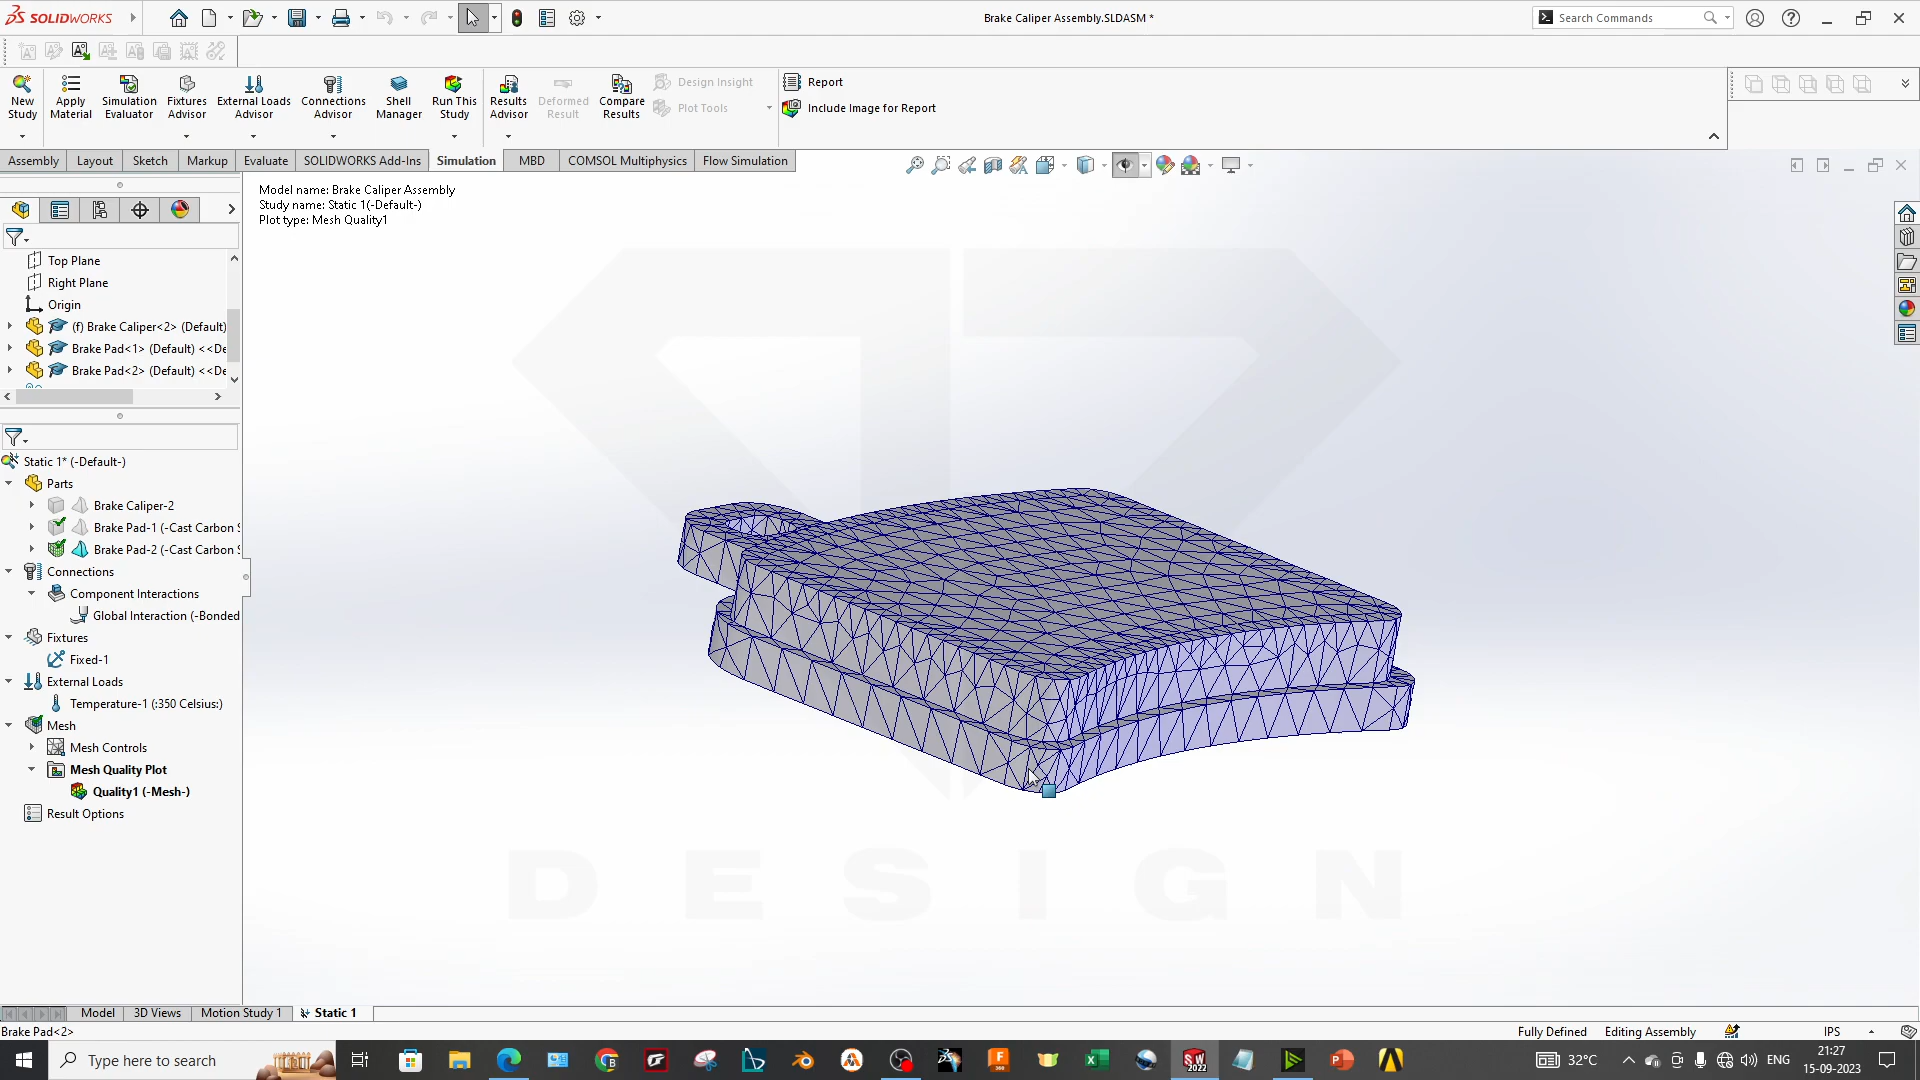 SOLIDWORKS
Brake Caliper Assembly.SLDASM *
Search Commands
New Study
Apply Material
Simulation Evaluator
Fixtures Advisor
External Loads Advisor
Connections Advisor
Shell Manager
Run This Study
Results Advisor
Deformed Result
Compare Results
Design Insight
Plot Tools
Report
Include Image for Report
Assembly
Layout
Sketch
Markup
Evaluate
SOLIDWORKS Add-Ins
Simulation
MBD
COMSOL Multiphysics
Flow Simulation
Model name: Brake Caliper Assembly
Study name: Static 1(-Default-)
Plot type: Mesh Quality1
Top Plane
Right Plane
Origin
(f) Brake Caliper<2> (Default)
Brake Pad<1> (Default) <<De
Brake Pad<2> (Default) <<De
Static 1* (-Default-)
Parts
Brake Caliper-2
Brake Pad-1 (-Cast Carbon S
Brake Pad-2 (-Cast Carbon S
Connections
Component Interactions
Global Interaction (-Bonded
Fixtures
Fixed-1
External Loads
Temperature-1 (:350 Celsius:)
Mesh
Mesh Controls
Mesh Quality Plot
Quality1 (-Mesh-)
Result Options
DESIGN
Model
3D Views
Motion Study 1
Static 1
Brake Pad<2>
Fully Defined
Editing Assembly
IPS
Type here to search
32°C
ENG
21:27
15-09-2023